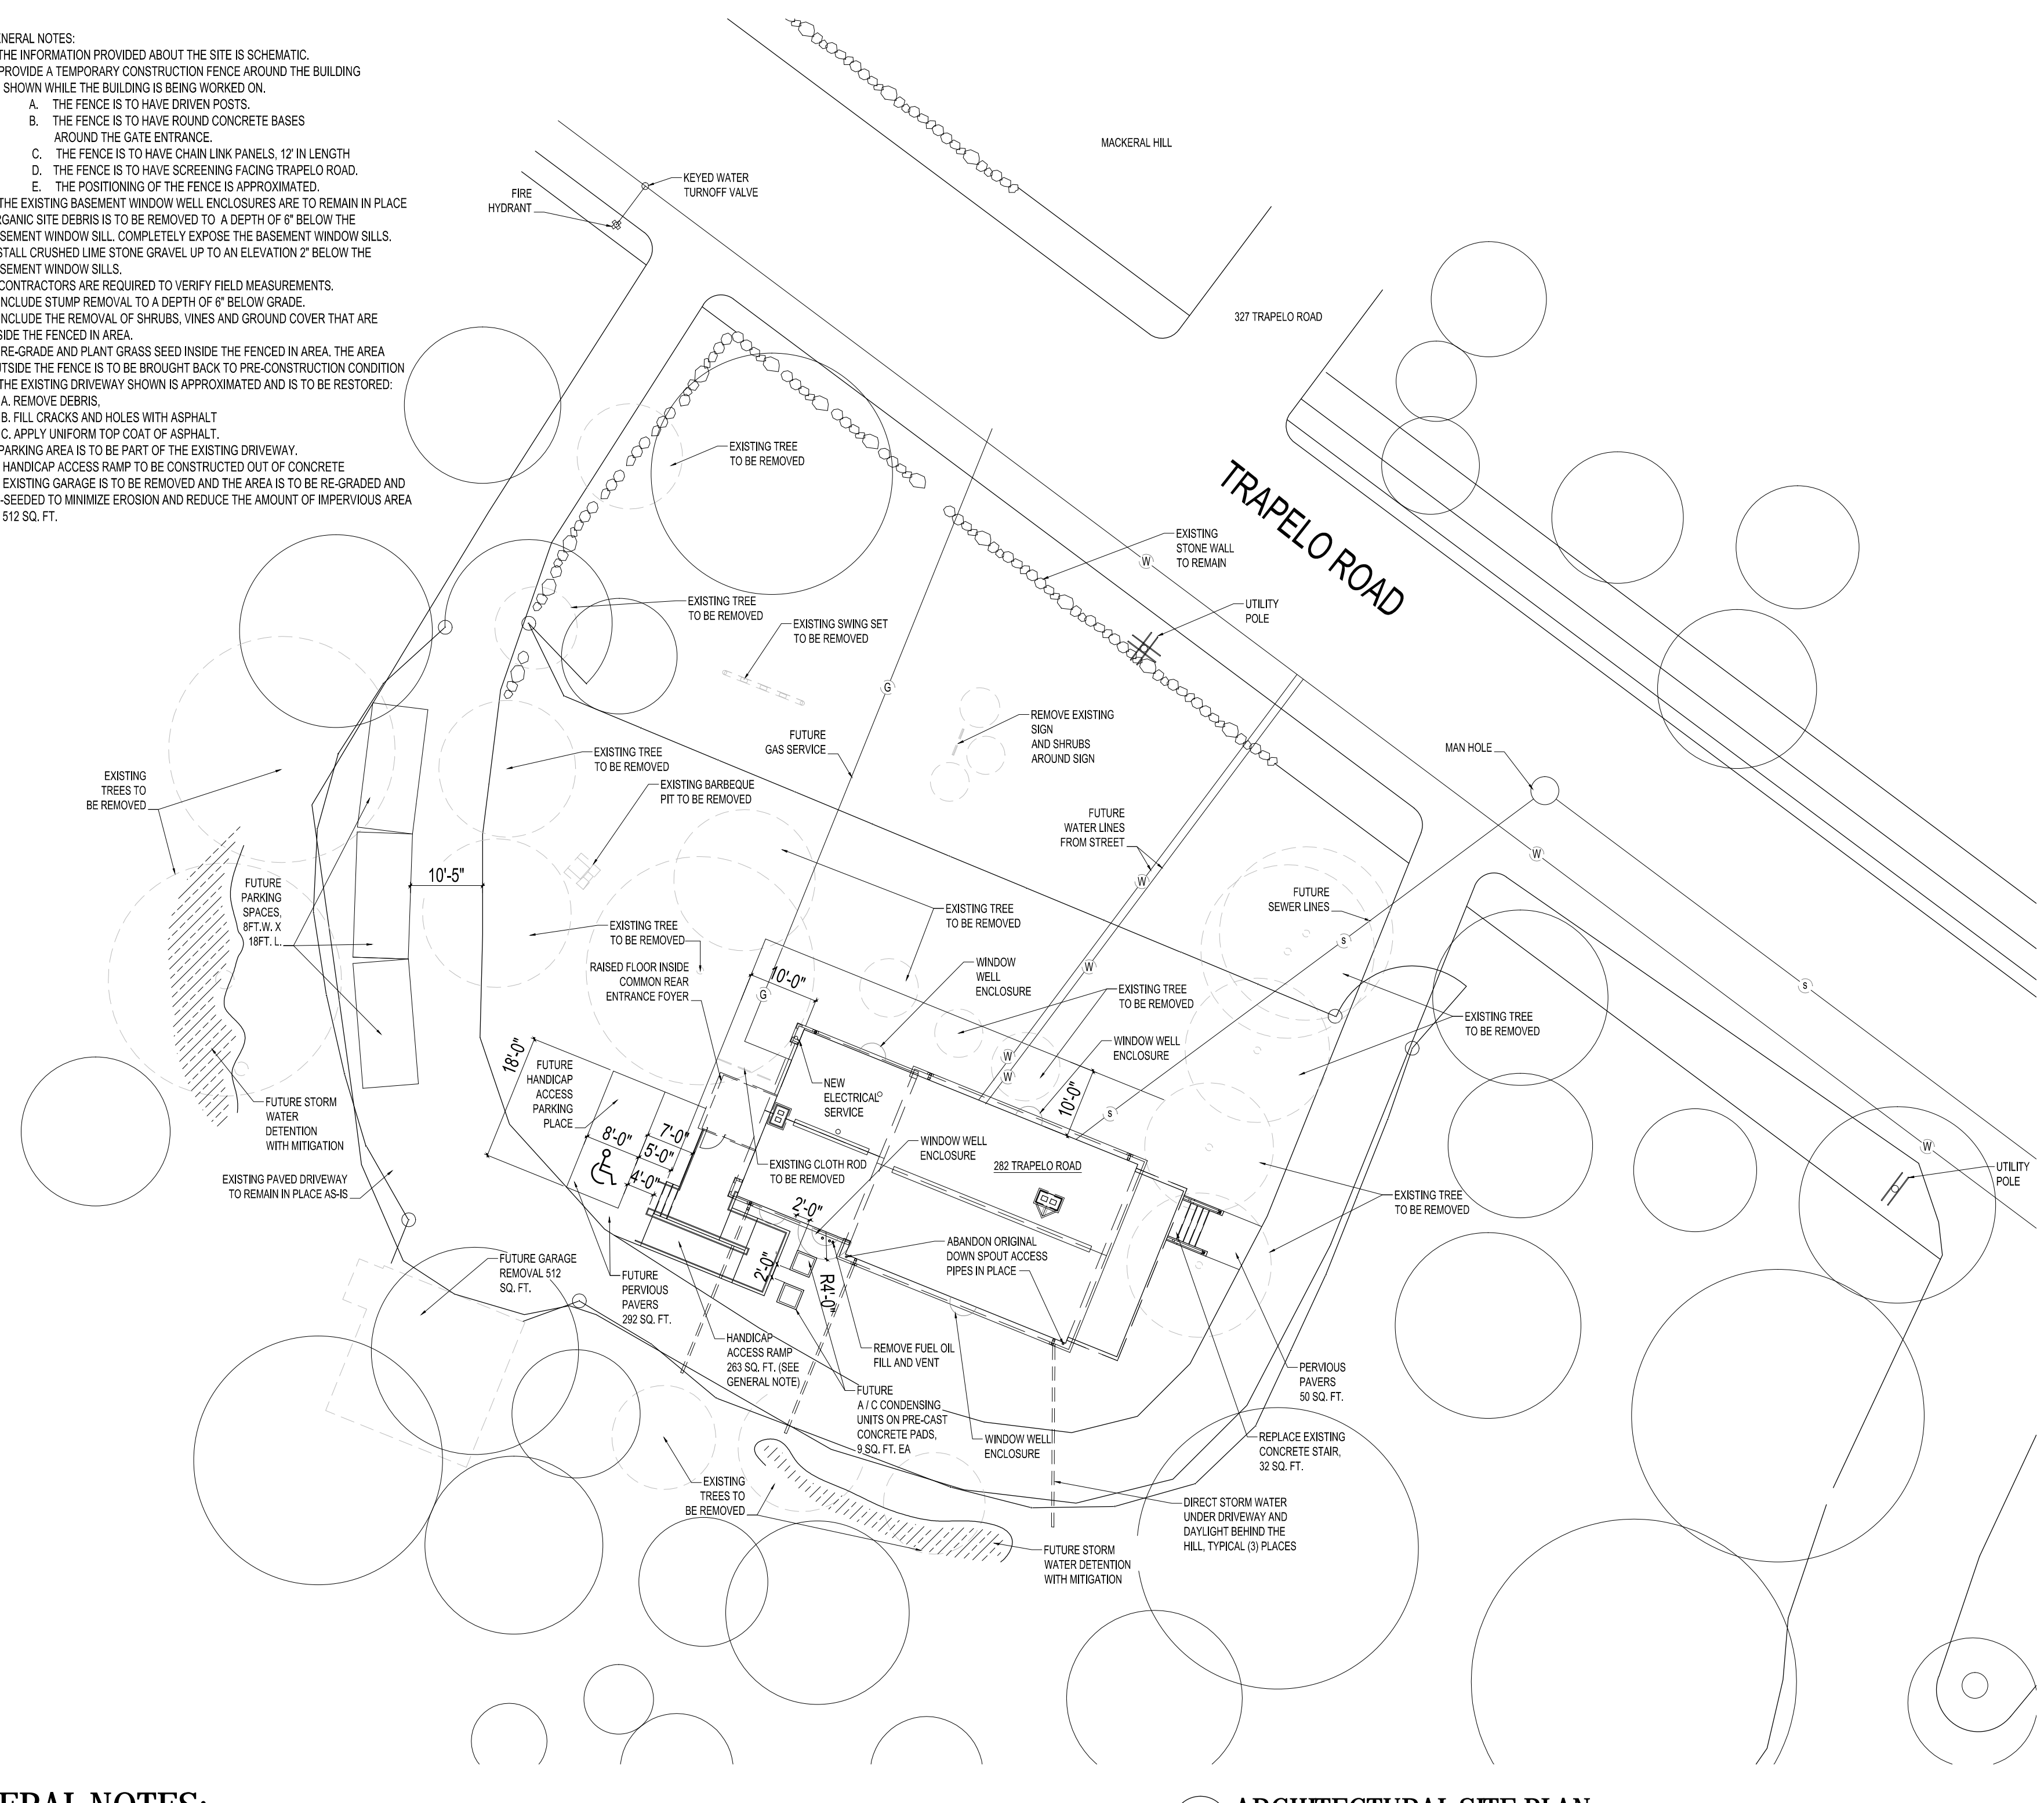 NERAL NOTES:
THE INFORMATION PROVIDED ABOUT THE SITE IS SCHEMATIC.
PROVIDE A TEMPORARY CONSTRUCTION FENCE AROUND THE BUILDING
SHOWN WHILE THE BUILDING IS BEING WORKED ON.
A. THE FENCE IS TO HAVE DRIVEN POSTS.
B. THE FENCE IS TO HAVE ROUND CONCRETE BASES
AROUND THE GATE ENTRANCE.
C. THE FENCE IS TO HAVE CHAIN LINK PANELS, 12' IN LENGTH
D. THE FENCE IS TO HAVE SCREENING FACING TRAPELO ROAD.
E. THE POSITIONING OF THE FENCE IS APPROXIMATED.
THE EXISTING BASEMENT WINDOW WELL ENCLOSURES ARE TO REMAIN IN PLACE
RGANIC SITE DEBRIS IS TO BE REMOVED TO A DEPTH OF 6" BELOW THE
SEMENT WINDOW SILL. COMPLETELY EXPOSE THE BASEMENT WINDOW SILLS.
STALL CRUSHED LIME STONE GRAVEL UP TO AN ELEVATION 2" BELOW THE
SEMENT WINDOW SILLS.
CONTRACTORS ARE REQUIRED TO VERIFY FIELD MEASUREMENTS.
INCLUDE STUMP REMOVAL TO A DEPTH OF 6" BELOW GRADE.
INCLUDE THE REMOVAL OF SHRUBS, VINES AND GROUND COVER THAT ARE
SIDE THE FENCED IN AREA.
RE-GRADE AND PLANT GRASS SEED INSIDE THE FENCED IN AREA. THE AREA
UTSIDE THE FENCE IS TO BE BROUGHT BACK TO PRE-CONSTRUCTION CONDITION
THE EXISTING DRIVEWAY SHOWN IS APPROXIMATED AND IS TO BE RESTORED:
A. REMOVE DEBRIS,
B. FILL CRACKS AND HOLES WITH ASPHALT
C. APPLY UNIFORM TOP COAT OF ASPHALT.
PARKING AREA IS TO BE PART OF THE EXISTING DRIVEWAY.
HANDICAP ACCESS RAMP TO BE CONSTRUCTED OUT OF CONCRETE
EXISTING GARAGE IS TO BE REMOVED AND THE AREA IS TO BE RE-GRADED AND
-SEEDED TO MINIMIZE EROSION AND REDUCE THE AMOUNT OF IMPERVIOUS AREA
512 SQ. FT.
MACKERAL HILL
KEYED WATER
TURNOFF VALVE
FIRE
HYDRANT
327 TRAPELO ROAD
TRAPELO ROAD
EXISTING TREE
TO BE REMOVED
EXISTING
STONE WALL
TO REMAIN
W
UTILITY
POLE
EXISTING TREE
TO BE REMOVED
EXISTING SWING SET
TO BE REMOVED
G
REMOVE EXISTING
SIGN
AND SHRUBS
AROUND SIGN
FUTURE
GAS SERVICE
MAN HOLE
EXISTING TREE
TO BE REMOVED
EXISTING
TREES TO
BE REMOVED
EXISTING BARBEQUE
PIT TO BE REMOVED
FUTURE
WATER LINES
FROM STREET
W
W
10'-5"
FUTURE
PARKING
SPACES,
8FT.W. X
18FT. L.
FUTURE
SEWER LINES
EXISTING TREE
TO BE REMOVED
EXISTING TREE
TO BE REMOVED
S
RAISED FLOOR INSIDE
COMMON REAR
ENTRANCE FOYER
10'-0"
G
WINDOW
WELL
ENCLOSURE
W
EXISTING TREE
TO BE REMOVED
S
EXISTING TREE
TO BE REMOVED
18'-0"
WINDOW WELL
ENCLOSURE
W
W
FUTURE
HANDICAP
ACCESS
PARKING
PLACE
NEW
ELECTRICAL
SERVICE
10'-0"
S
FUTURE STORM
WATER
DETENTION
WITH MITIGATION
8'-0"
7'-0"
5'-0"
4'-0"
WINDOW WELL
ENCLOSURE
W
EXISTING CLOTH ROD
TO BE REMOVED
282 TRAPELO ROAD
UTILITY
POLE
EXISTING PAVED DRIVEWAY
TO REMAIN IN PLACE AS-IS
2'-0"
EXISTING TREE
TO BE REMOVED
ABANDON ORIGINAL
DOWN SPOUT ACCESS
PIPES IN PLACE
FUTURE GARAGE
REMOVAL 512
SQ. FT.
2'-0"
R4'-0"
FUTURE
PERVIOUS
PAVERS
292 SQ. FT.
HANDICAP
ACCESS RAMP
263 SQ. FT. (SEE
GENERAL NOTE)
REMOVE FUEL OIL
FILL AND VENT
PERVIOUS
PAVERS
50 SQ. FT.
FUTURE
A / C CONDENSING
UNITS ON PRE-CAST
CONCRETE PADS,
9 SQ. FT. EA
WINDOW WELL
ENCLOSURE
REPLACE EXISTING
CONCRETE STAIR,
32 SQ. FT.
EXISTING
TREES TO
BE REMOVED
DIRECT STORM WATER
UNDER DRIVEWAY AND
DAYLIGHT BEHIND THE
HILL, TYPICAL (3) PLACES
FUTURE STORM
WATER DETENTION
WITH MITIGATION
ERAL NOTES:
ARCHITECTURAL SITE PLAN